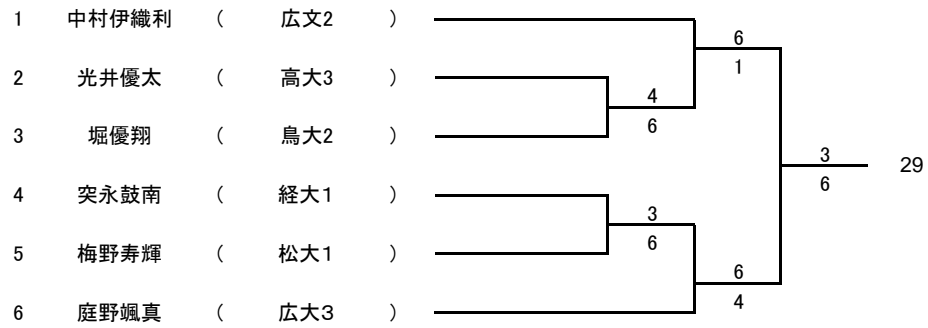 1 中村伊織利 ( 広文2 )
6
1
2 光井優太 ( 高大3 )
4
6
3 堀優翔 ( 鳥大2 )
3
6
29
4 突永鼓南 ( 経大1 )
3
6
5 梅野寿輝 ( 松大1 )
6
4
6 庭野颯真 ( 広大3 )